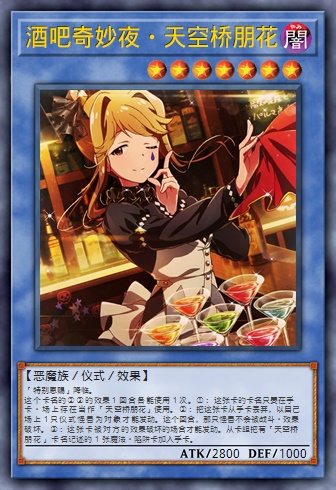 酒吧奇妙夜·天空桥朋花
闇
【恶魔族/仪式/效果】
「特别恩赐」降临。
这个卡名的①②的效果1回合各能使用1次。①：这张卡的卡名只要在手
卡·场上存在当作「天空桥朋花」使用。②：把这张卡从手卡丢弃，以自己
场上1只仪式怪兽为对象才能发动。这个回合，那只怪兽不会被战斗·效果
破坏。③：这张卡被对方的效果破坏的场合才能发动。从卡组把有「天空桥
朋花」卡名记述的1张魔法·陷阱卡加入手卡。
ATK/2800 DEF/1000